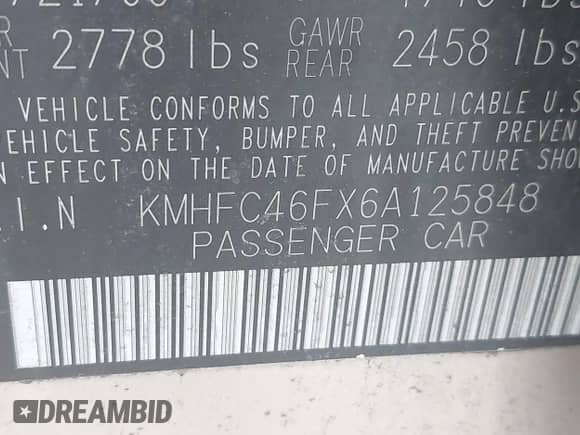 GAWR
2778 lbs REAR 2458 lbs
VEHICLE CONFORMS TO ALL APPLICABLE U.S
VEHICLE SAFETY, BUMPER, AND THEFT PREVEN
N EFFECT ON THE DATE OF MANUFACTURE SHO
.I.N KMHFC46FX6A125848
PASSENGER CAR
DREAMBID